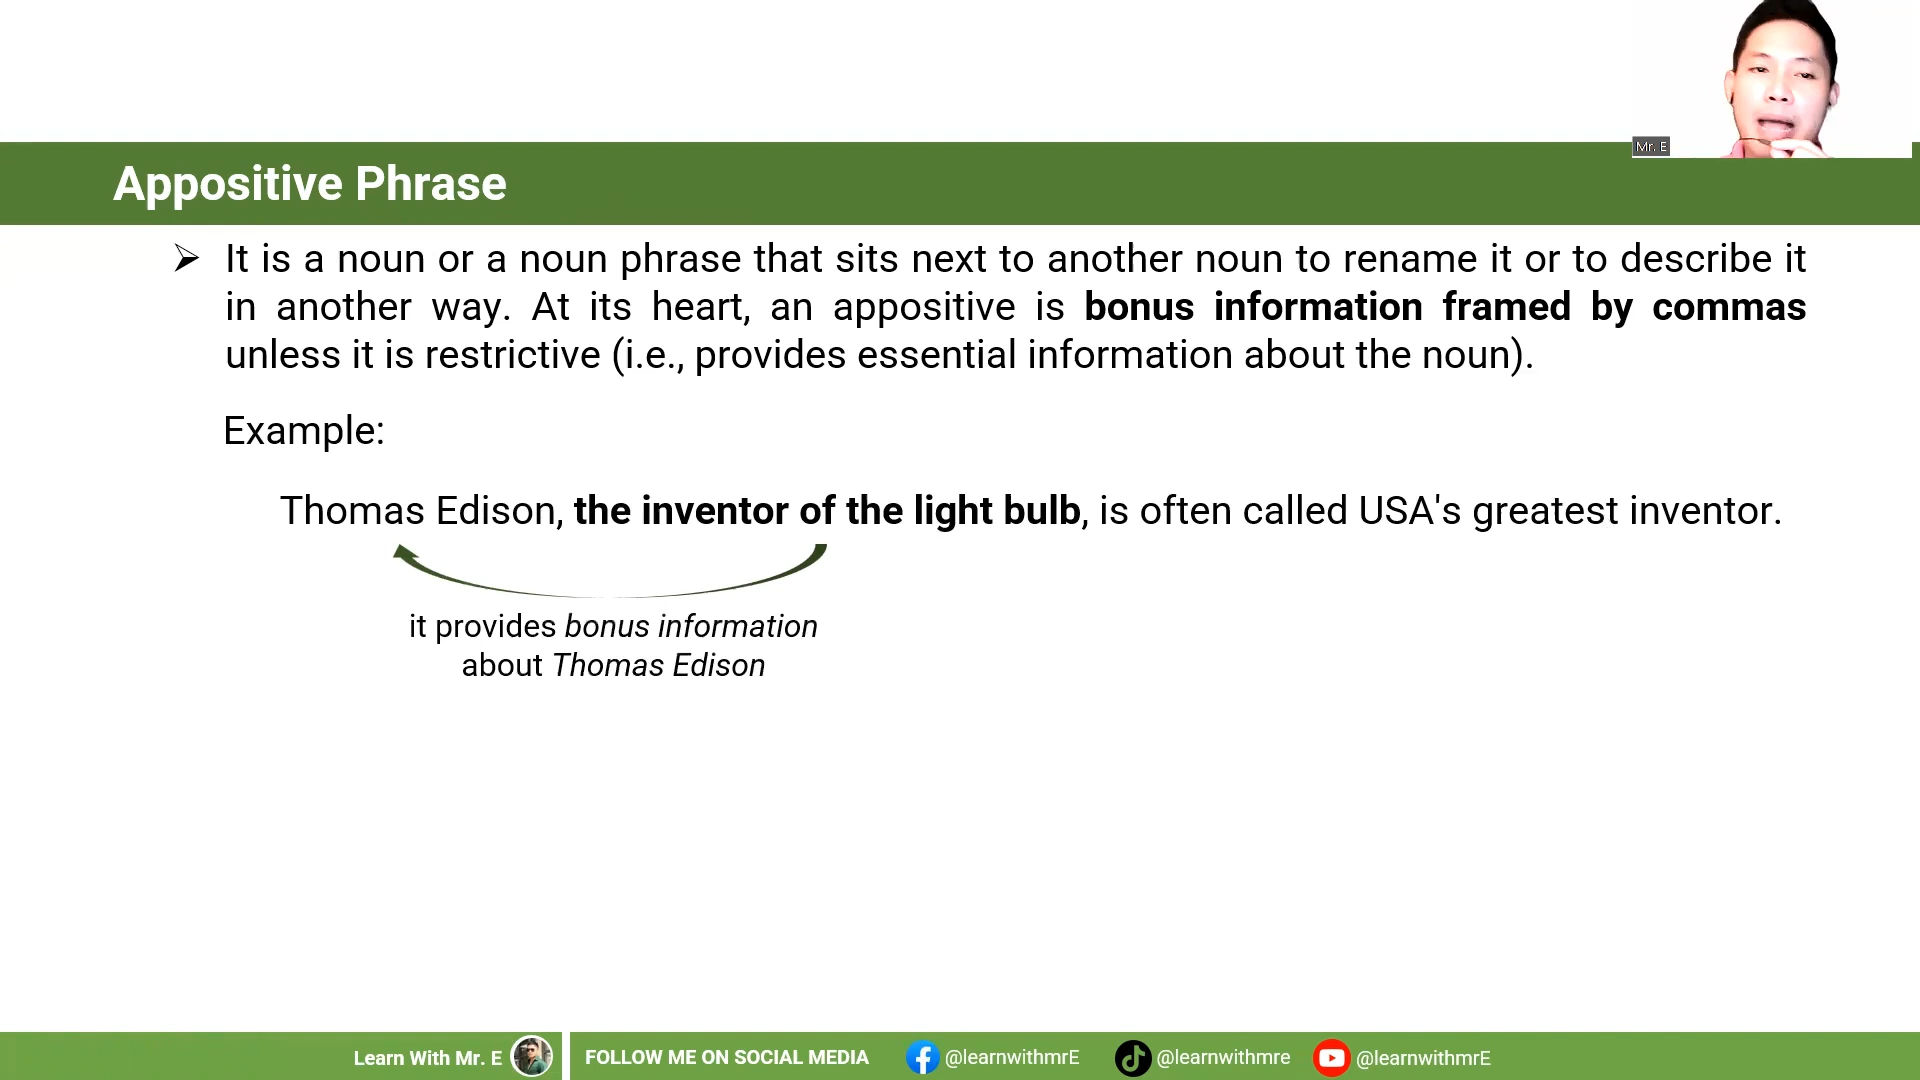 Mr. E
Appositive Phrase
➢ It is a noun or a noun phrase that sits next to another noun to rename it or to describe it
in another way. At its heart, an appositive is bonus information framed by commas
unless it is restrictive (i.e., provides essential information about the noun).
Example:
Thomas Edison, the inventor of the light bulb, is often called USA's greatest inventor.
it provides bonus information
about Thomas Edison
Learn With Mr. E FOLLOW ME ON SOCIAL MEDIA @learnwithmrE @learnwithmre @learnwithmrE